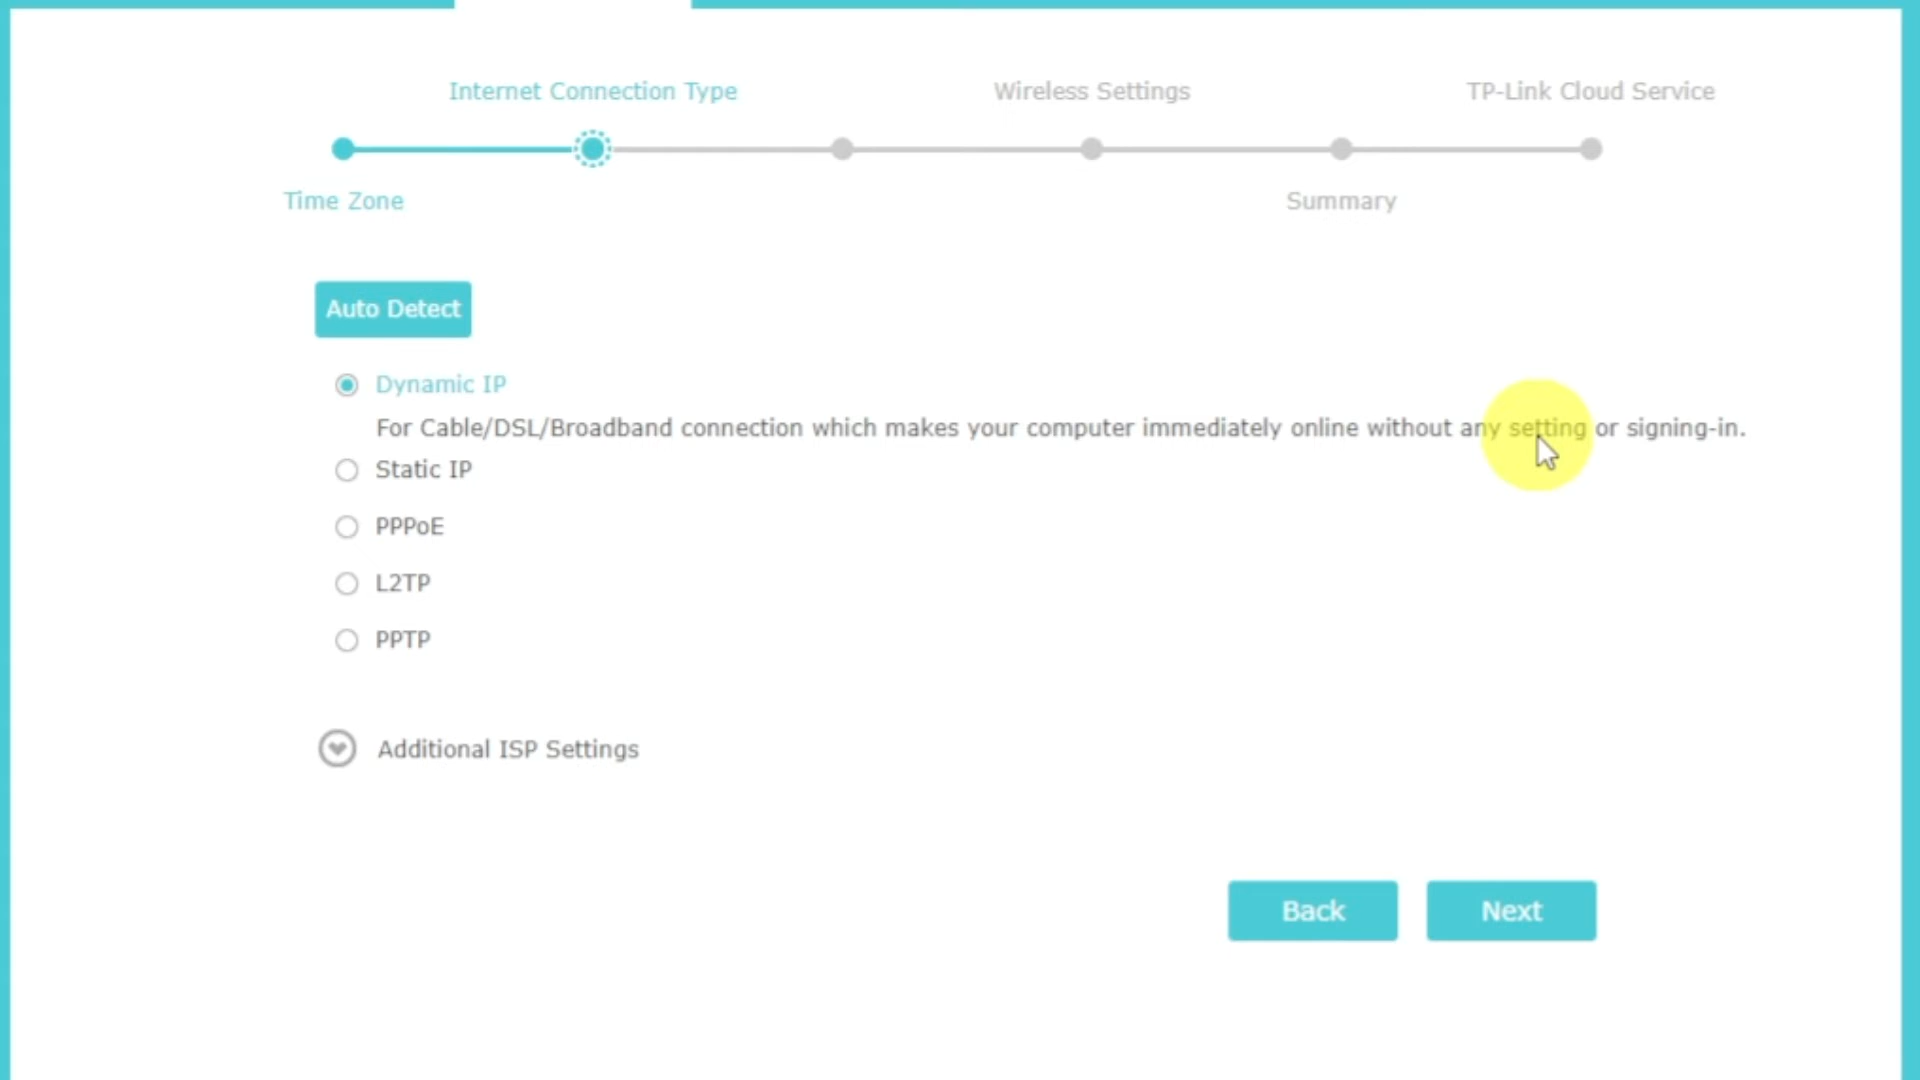 Internet Connection Type
Wireless Settings
TP-Link Cloud Service
Time Zone
Summary
Auto Detect
Dynamic IP
For Cable/DSL/Broadband connection which makes your computer immediately online without any setting or signing-in.
Static IP
PPPoE
L2TP
PPTP
Additional ISP Settings
Back
Next